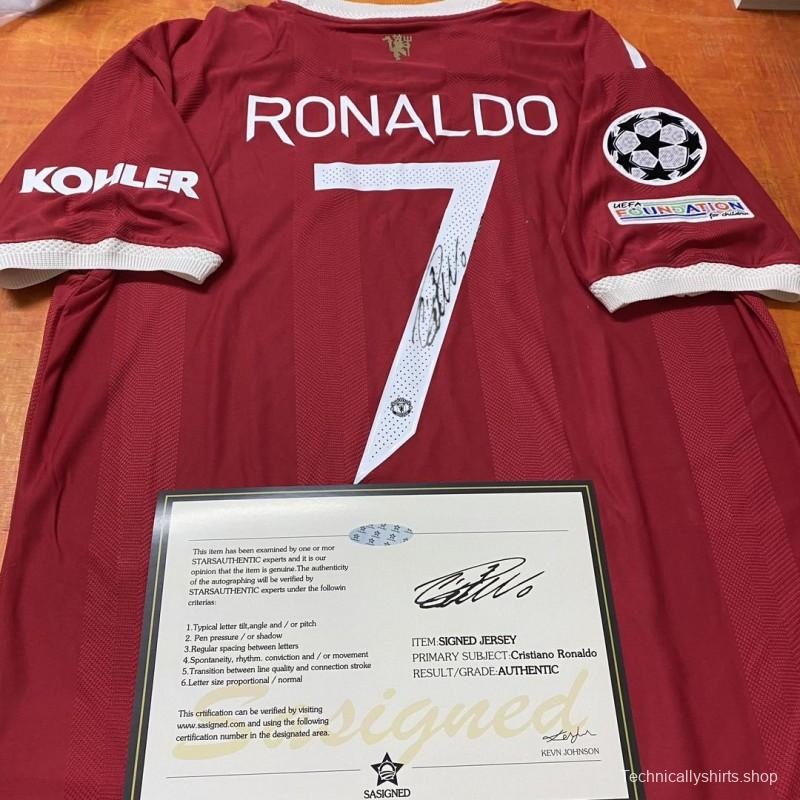 RONALDO
KOHLER
7
UEFA
FOUNDATION
for children
This item has been examined by one or mor
STARSAUTHENTIC experts and it is our
opinion that the item is genuine.The authenticity
of the autographing will be verified by
STARSAUTHENTIC experts under the followin
criterias:
1.Typical letter tilt,angle and / or pitch
2. Pen pressure / or shadow
3.Regular spacing between letters
4.Spontaneity, rhythm. conviction and / or movement
5.Transition between line quality and connection stroke
6.Letter size proportional / normal
This crtification can be verified by visiting
www.sasigned.com and using the following
certification number in the designated area.
ITEM:SIGNED JERSEY
PRIMARY SUBJECT:Cristiano Ronaldo
RESULT/GRADE:AUTHENTIC
Sasigned
KEVN JOHNSON
SASIGNED
Technicallyshirts.shop